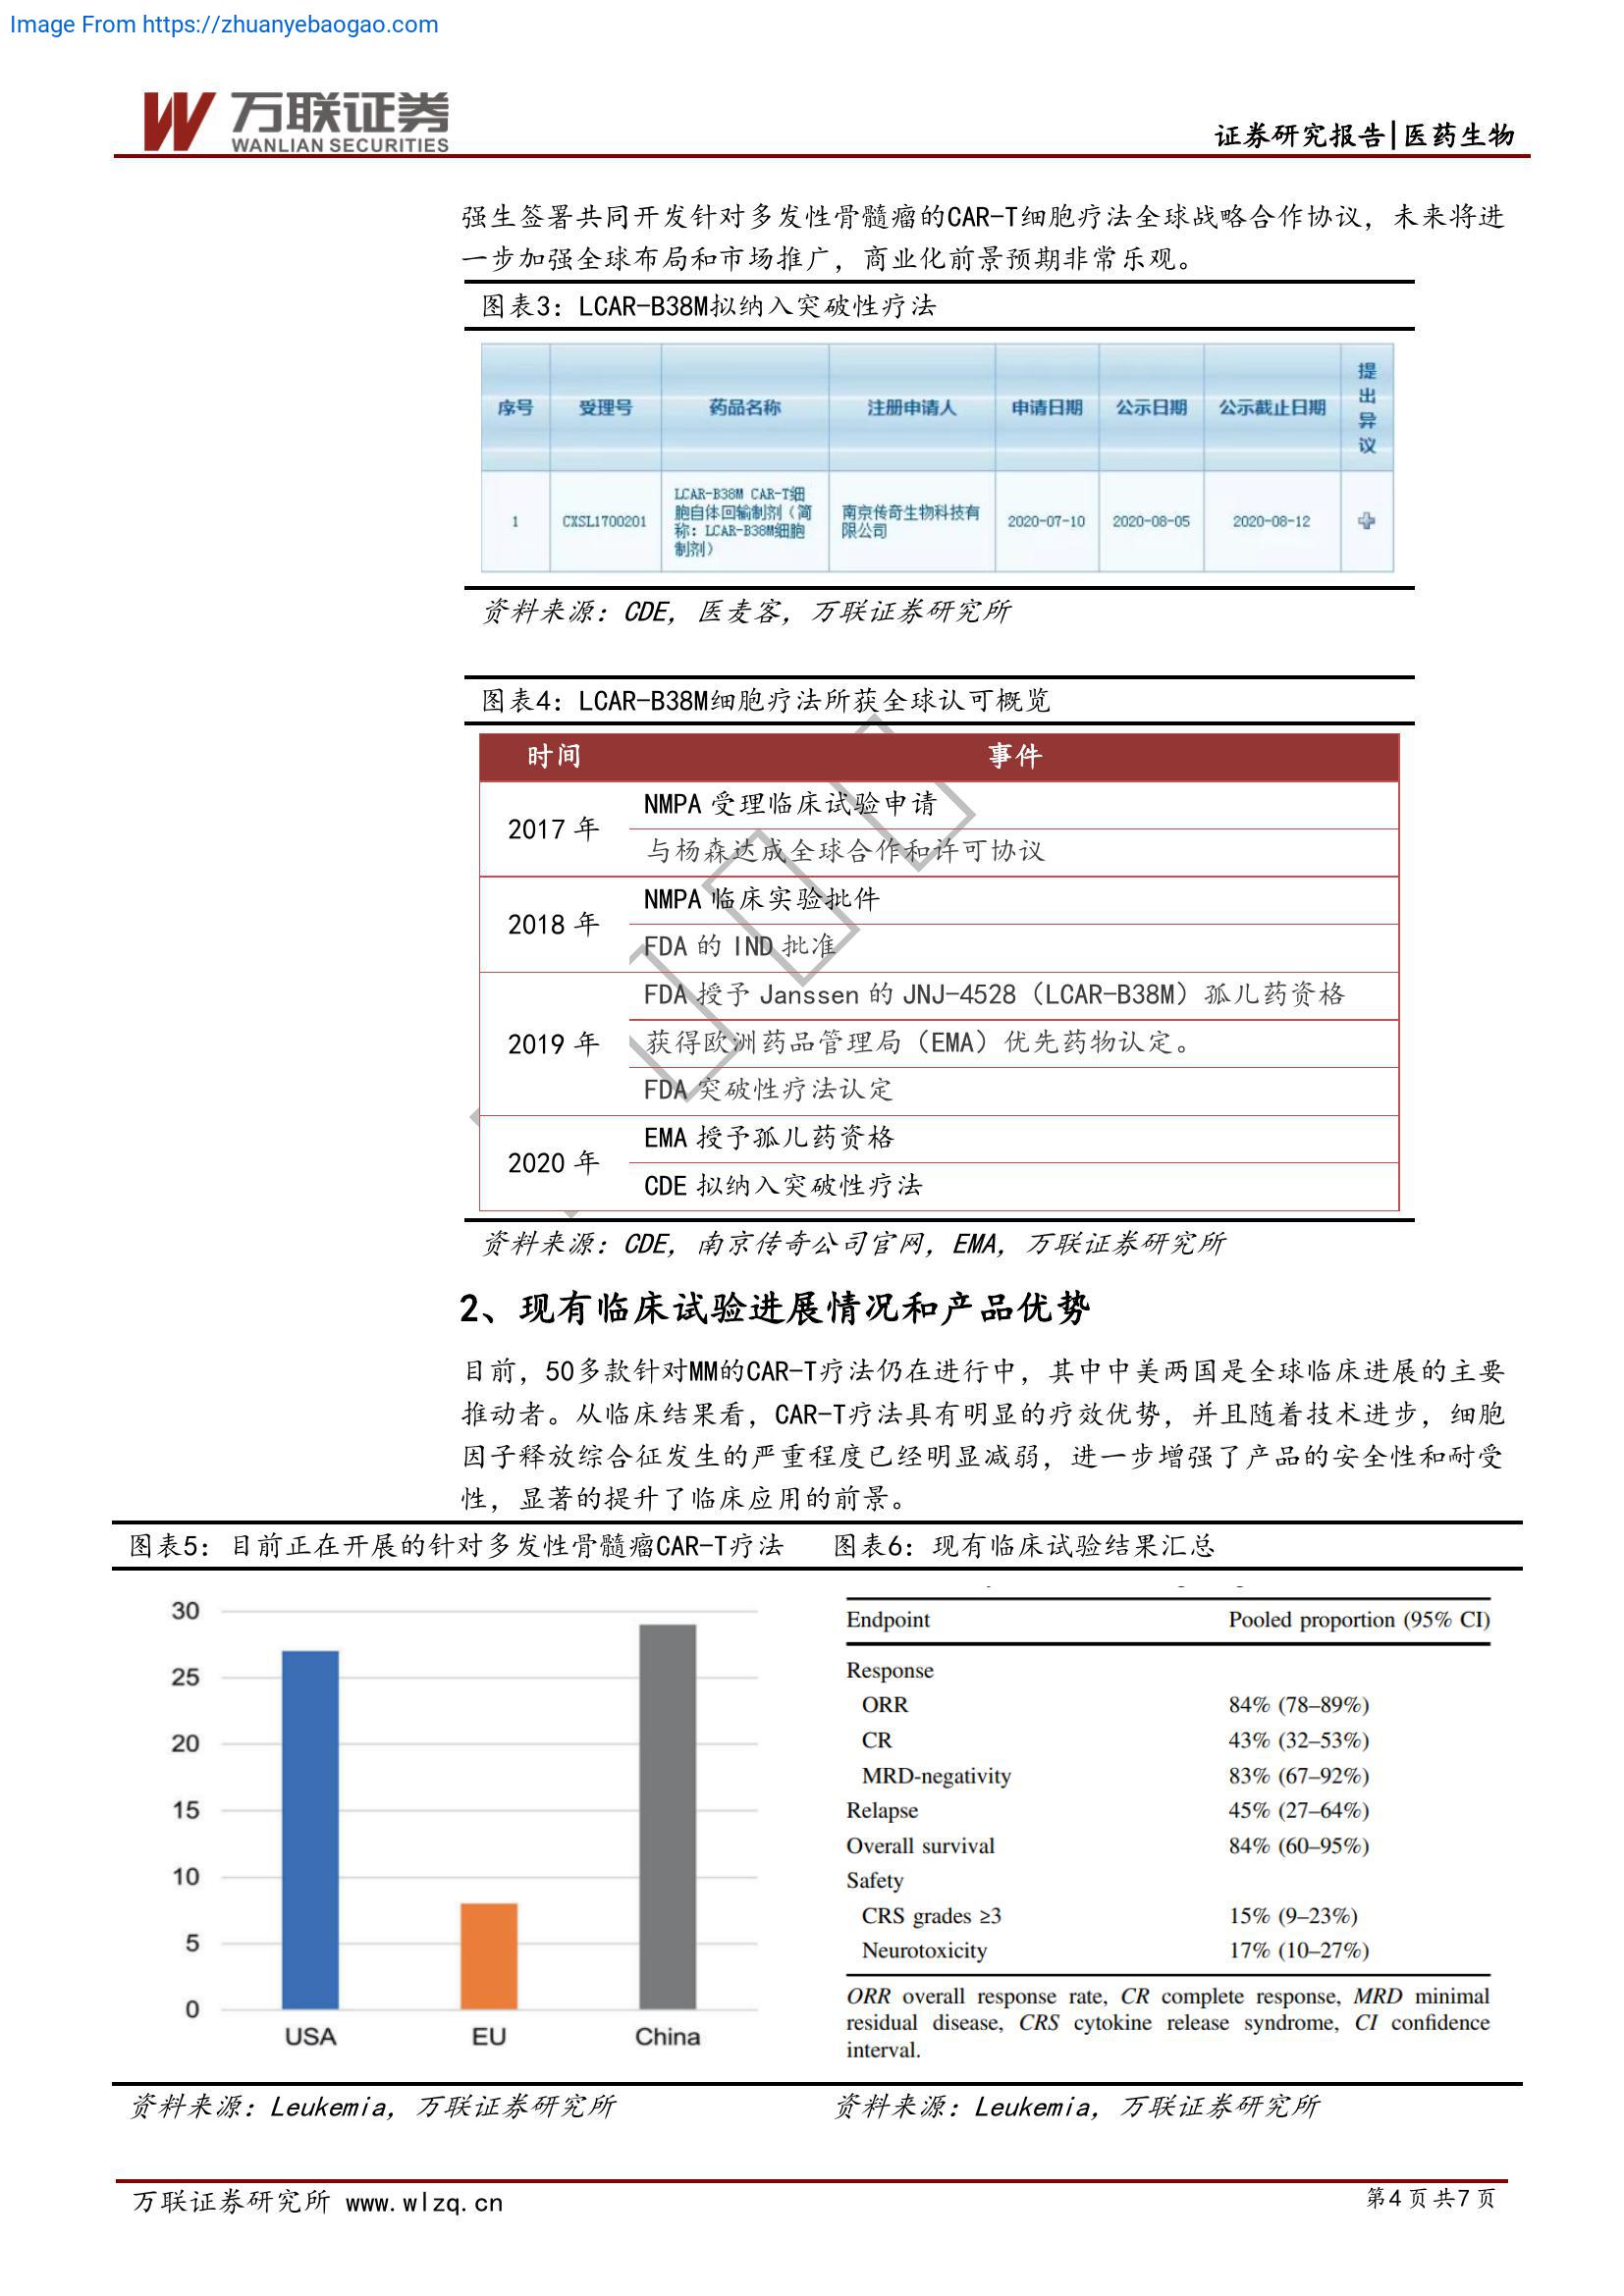 Image From https://zhuanyebaogao.com
万联证券
WANLIAN SECURITIES
证券研究报告|医药生物
强生签署共同开发针对多发性骨髓瘤的CAR-T细胞疗法全球战略合作协议，未来将进
一步加强全球布局和市场推广，商业化前景预期非常乐观。
图表3：LCAR-B38M拟纳入突破性疗法
序号 受理号 药品名称 注册申请人 申请日期 公示日期 公示截止日期 提出异议
1 CXSL1700201 LCAR-B38M CAR-T细胞自体回输制剂（简称：LCAR-B38M细胞制剂） 南京传奇生物科技有限公司 2020-07-10 2020-08-05 2020-08-12
资料来源：CDE，医麦客，万联证券研究所
图表4：LCAR-B38M细胞疗法所获全球认可概览
时间 事件
2017 年
NMPA 受理临床试验申请
与杨森达成全球合作和许可协议
2018 年
NMPA 临床实验批件
FDA 的 IND 批准
2019 年
FDA 授予 Janssen 的 JNJ-4528（LCAR-B38M）孤儿药资格
获得欧洲药品管理局（EMA）优先药物认定。
FDA 突破性疗法认定
2020 年
EMA 授予孤儿药资格
CDE 拟纳入突破性疗法
资料来源：CDE，南京传奇公司官网，EMA，万联证券研究所
2、现有临床试验进展情况和产品优势
目前，50多款针对MM的CAR-T疗法仍在进行中，其中中美两国是全球临床进展的主要
推动者。从临床结果看，CAR-T疗法具有明显的疗效优势，并且随着技术进步，细胞
因子释放综合征发生的严重程度已经明显减弱，进一步增强了产品的安全性和耐受
性，显著的提升了临床应用的前景。
图表5：目前正在开展的针对多发性骨髓瘤CAR-T疗法
30
25
20
15
10
5
0
USA EU China
资料来源：Leukemia，万联证券研究所
图表6：现有临床试验结果汇总
Endpoint Pooled proportion (95% CI)
Response
ORR 84% (78–89%)
CR 43% (32–53%)
MRD-negativity 83% (67–92%)
Relapse 45% (27–64%)
Overall survival 84% (60–95%)
Safety
CRS grades ≥3 15% (9–23%)
Neurotoxicity 17% (10–27%)
ORR overall response rate, CR complete response, MRD minimal
residual disease, CRS cytokine release syndrome, CI confidence
interval.
资料来源：Leukemia，万联证券研究所
万联证券研究所 www.wlzq.cn
第4页共7页